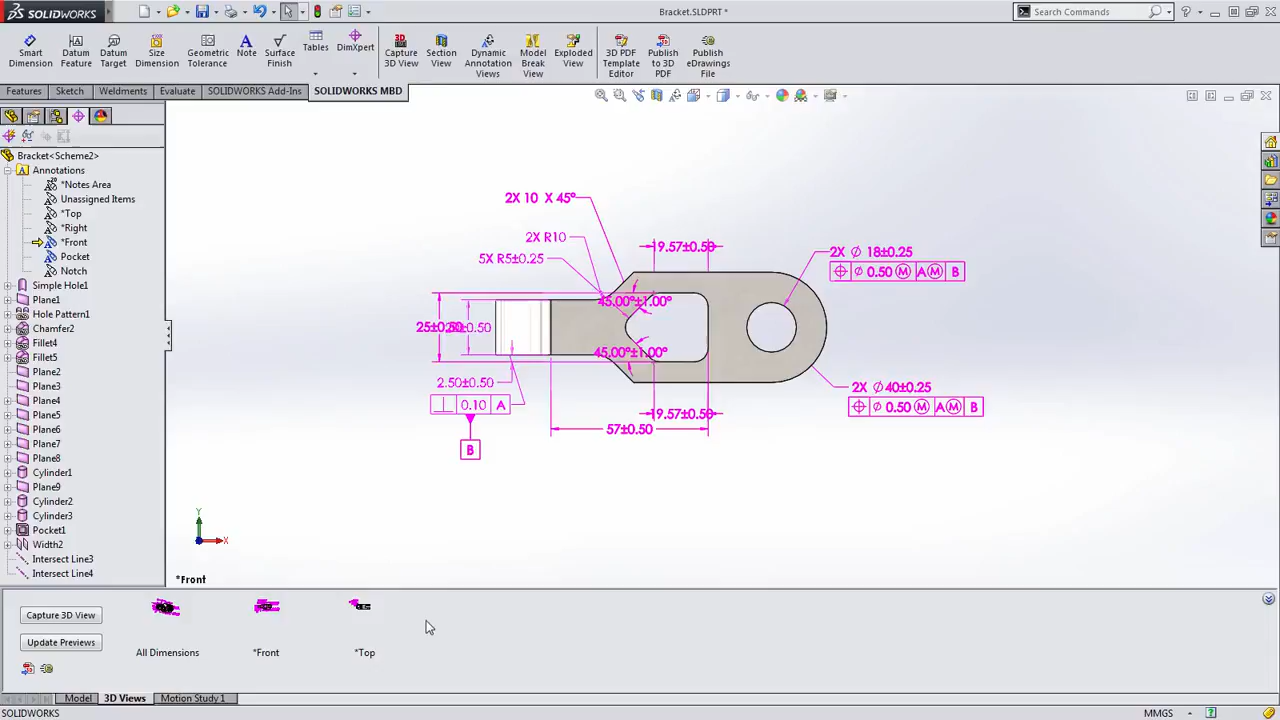 SOLIDWORKS
Bracket.SLDPRT *
Search Commands
Smart Dimension
Datum Feature
Datum Target
Size Dimension
Geometric Tolerance
Note
Surface Finish
Tables
DimXpert
Capture 3D View
Section View
Dynamic Annotation Views
Model Break View
Exploded View
3D PDF Template Editor
Publish to 3D PDF
Publish eDrawings File
Features
Sketch
Weldments
Evaluate
SOLIDWORKS Add-Ins
SOLIDWORKS MBD
Bracket<Scheme2>
Annotations
*Notes Area
Unassigned Items
*Top
*Right
*Front
Pocket
Notch
Simple Hole1
Plane1
Hole Pattern1
Chamfer2
Fillet4
Fillet5
Plane2
Plane3
Plane4
Plane5
Plane6
Plane7
Plane8
Cylinder1
Plane9
Cylinder2
Cylinder3
Pocket1
Width2
Intersect Line3
Intersect Line4
2X 10 X 45°
2X R10
5X R5±0.25
19.57±0.50
2X ∅ 18±0.25
⌖ ∅ 0.50 Ⓜ AⓂ B
45.00°±1.00°
25±0.50
45.00°±1.00°
2.50±0.50
⊥ 0.10 A
2X ∅40±0.25
⌖ ∅ 0.50 Ⓜ AⓂ B
19.57±0.50
57±0.50
B
Y
X
*Front
Capture 3D View
Update Previews
All Dimensions
*Front
*Top
Model
3D Views
Motion Study 1
SOLIDWORKS
MMGS